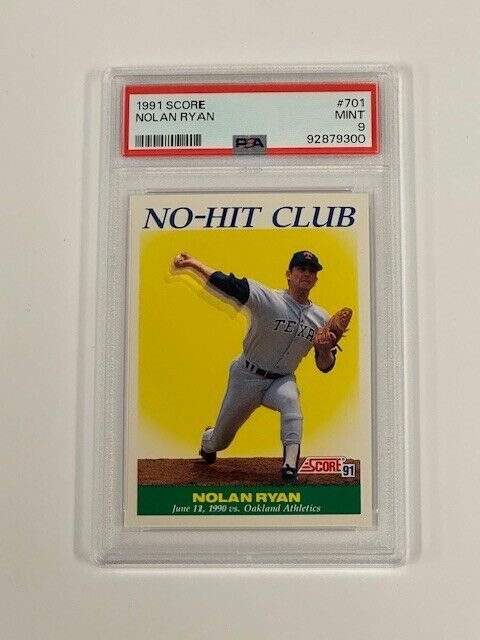 1991 SCORE #701
NOLAN RYAN MINT
9
PSA 92879300
NO-HIT CLUB
TEXA
SCORE 91
NOLAN RYAN
June 11, 1990 vs. Oakland Athletics